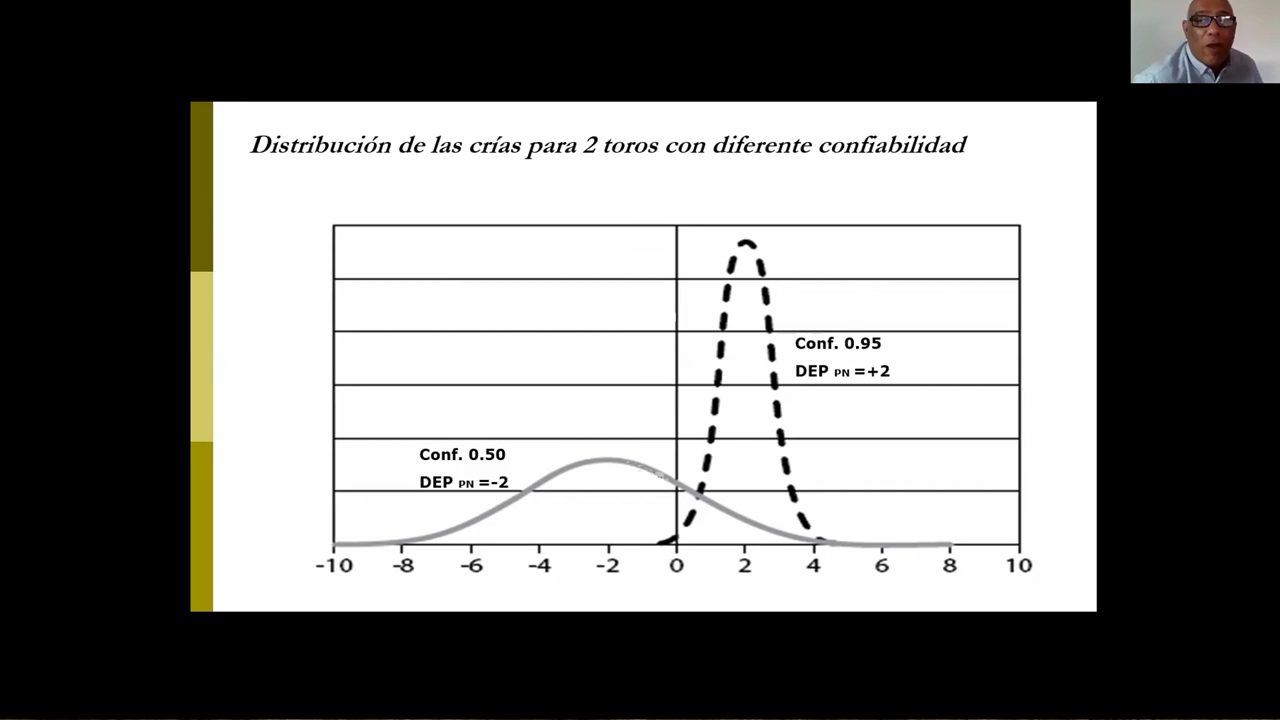 Distribución de las crías para 2 toros con diferente confiabilidad
Conf. 0.95
DEP PN =+2
Conf. 0.50
DEP PN =-2
-10 -8 -6 -4 -2 0 2 4 6 8 10